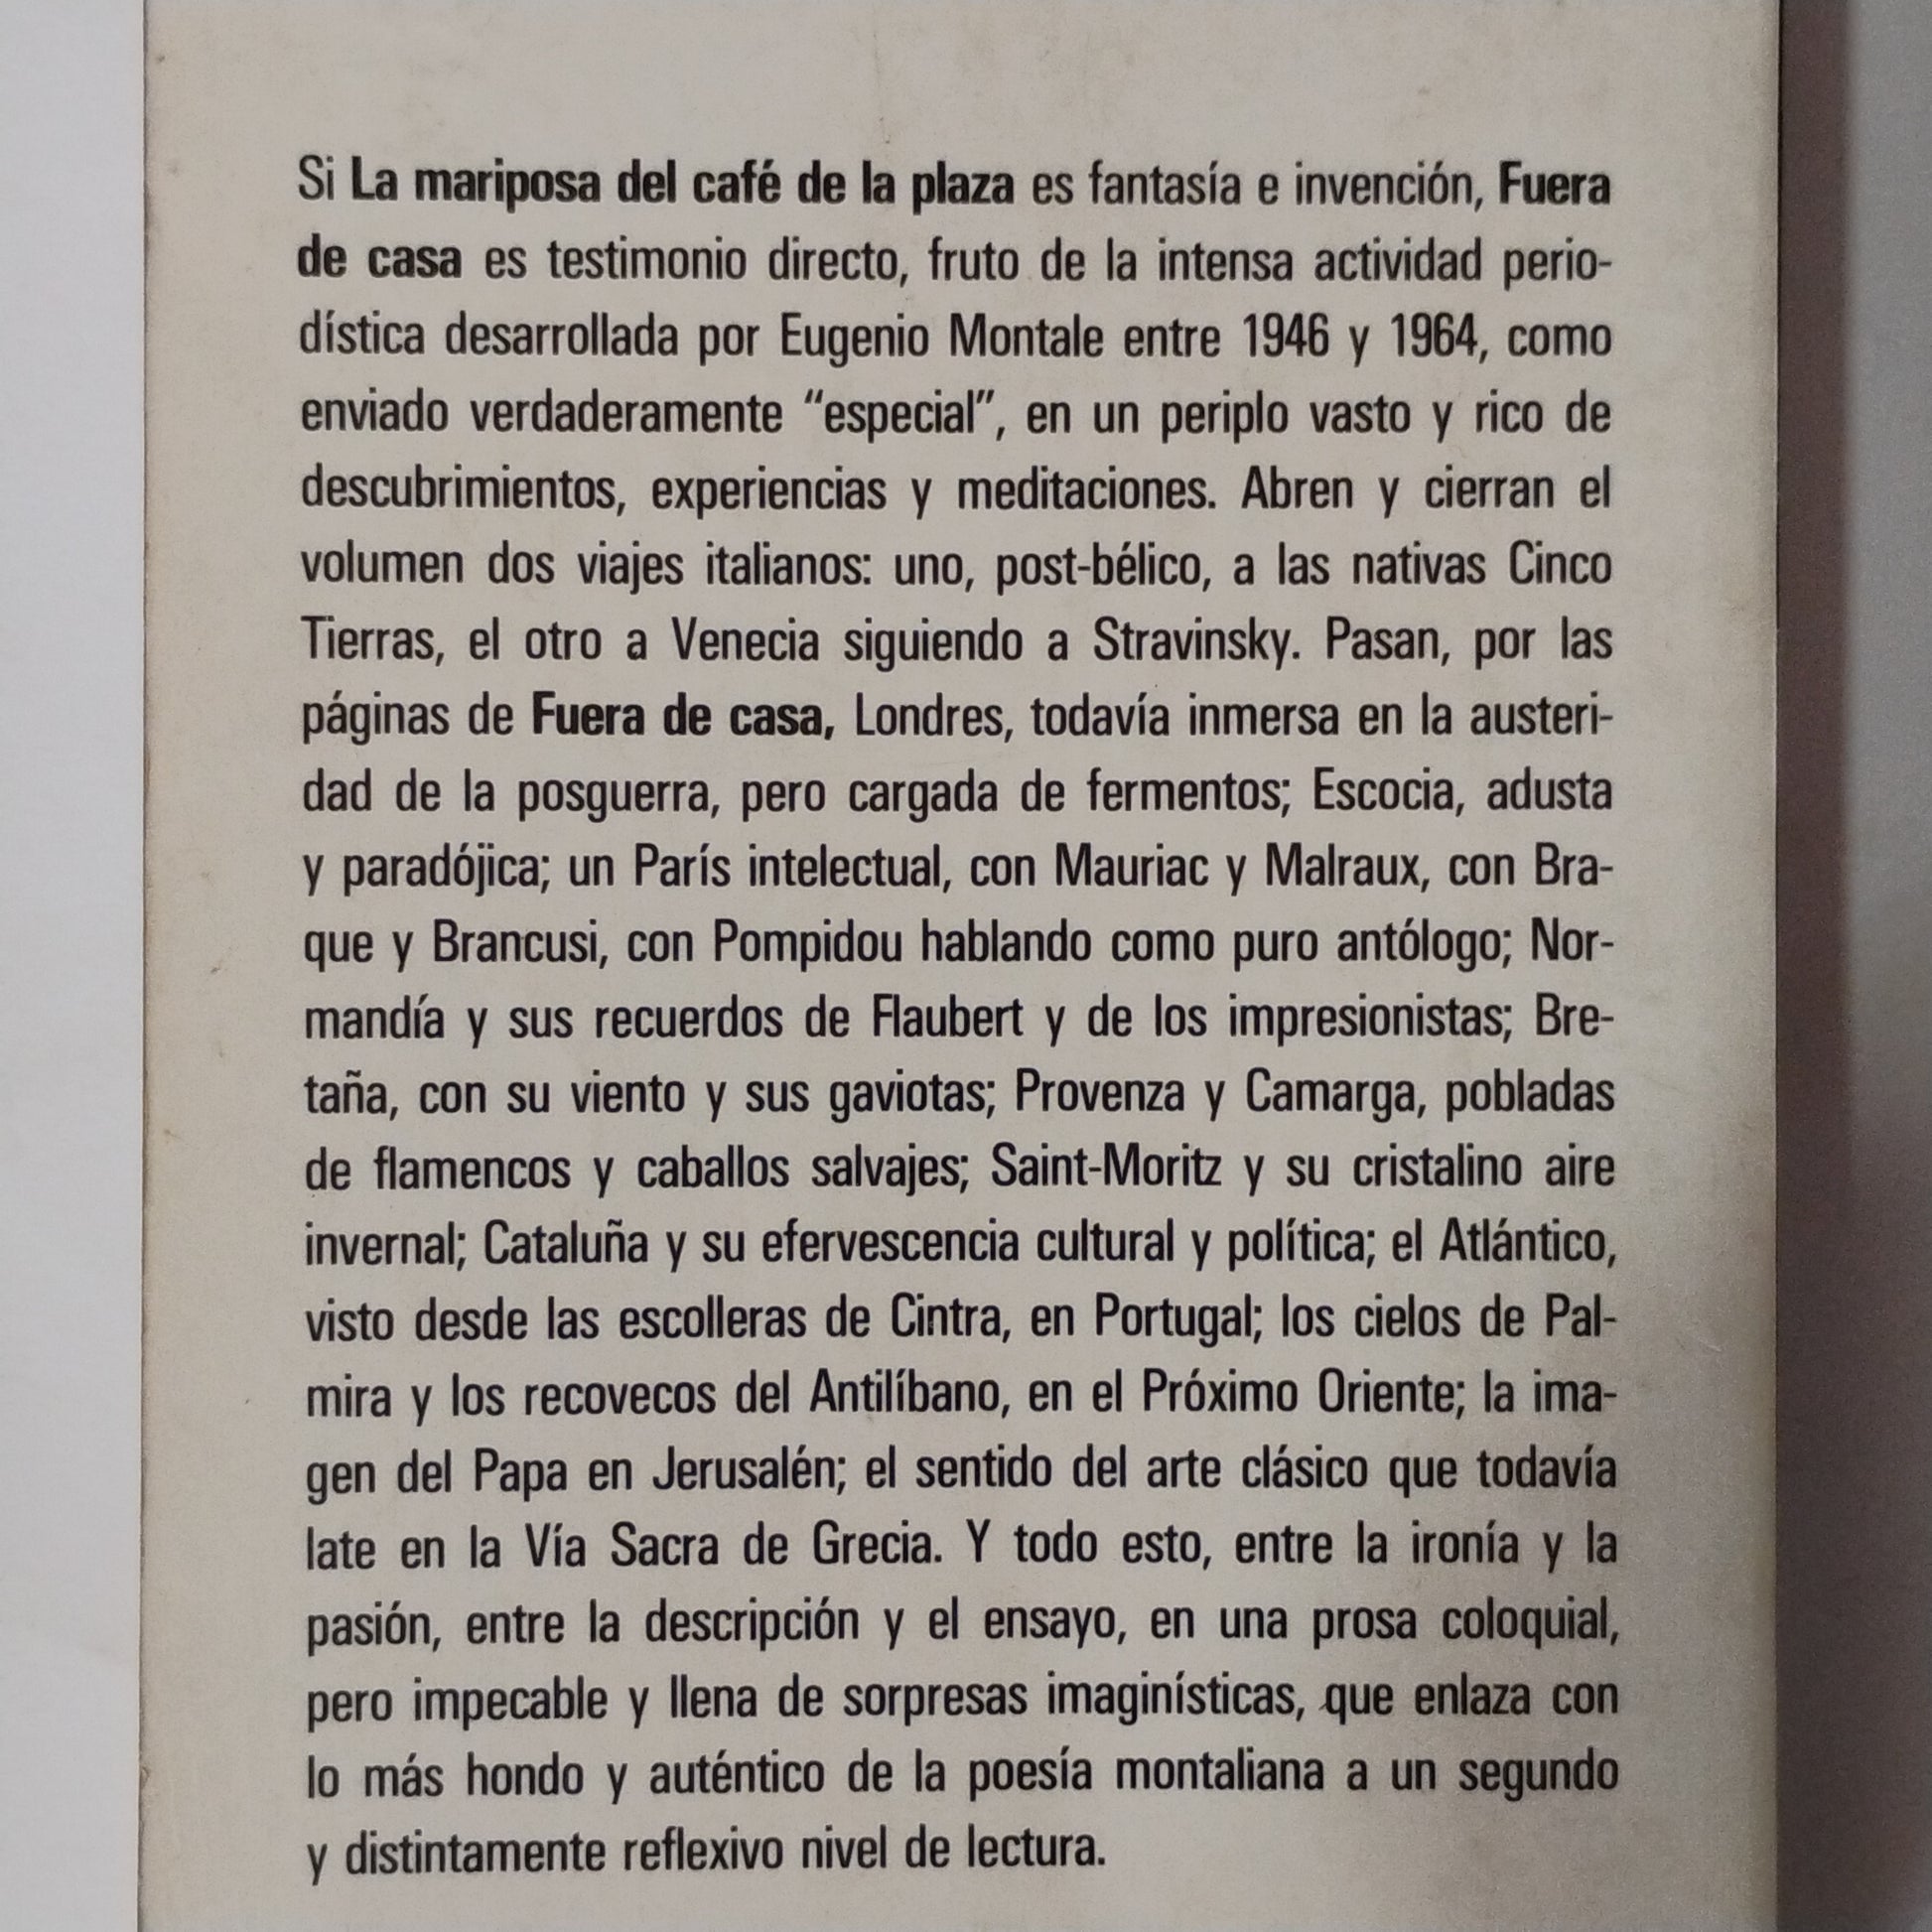 Si La mariposa del café de la plaza es fantasía e invención, Fuera
de casa es testimonio directo, fruto de la intensa actividad perio-
dística desarrollada por Eugenio Montale entre 1946 y 1964, como
enviado verdaderamente “especial”, en un periplo vasto y rico de
descubrimientos, experiencias y meditaciones. Abren y cierran el
volumen dos viajes italianos: uno, post-bélico, a las nativas Cinco
Tierras, el otro a Venecia siguiendo a Stravinsky. Pasan, por las
páginas de Fuera de casa, Londres, todavía inmersa en la austeri-
dad de la posguerra, pero cargada de fermentos; Escocia, adusta
y paradójica; un París intelectual, con Mauriac y Malraux, con Bra-
que y Brancusi, con Pompidou hablando como puro antólogo; Nor-
mandía y sus recuerdos de Flaubert y de los impresionistas; Bre-
taña, con su viento y sus gaviotas; Provenza y Camarga, pobladas
de flamencos y caballos salvajes; Saint-Moritz y su cristalino aire
invernal; Cataluña y su efervescencia cultural y política; el Atlántico,
visto desde las escolleras de Cintra, en Portugal; los cielos de Pal-
mira y los recovecos del Antilíbano, en el Próximo Oriente; la ima-
gen del Papa en Jerusalén; el sentido del arte clásico que todavía
late en la Vía Sacra de Grecia. Y todo esto, entre la ironía y la
pasión, entre la descripción y el ensayo, en una prosa coloquial,
pero impecable y llena de sorpresas imaginísticas, que enlaza con
lo más hondo y auténtico de la poesía montaliana a un segundo
y distintamente reflexivo nivel de lectura.